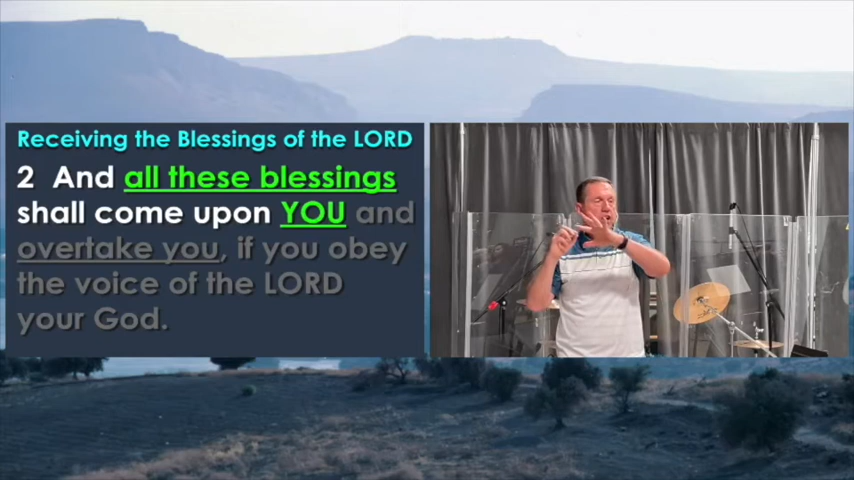 Receiving the Blessings of the LORD
2 And all these blessings
shall come upon YOU and
overtake you, if you obey
the voice of the LORD
your God.